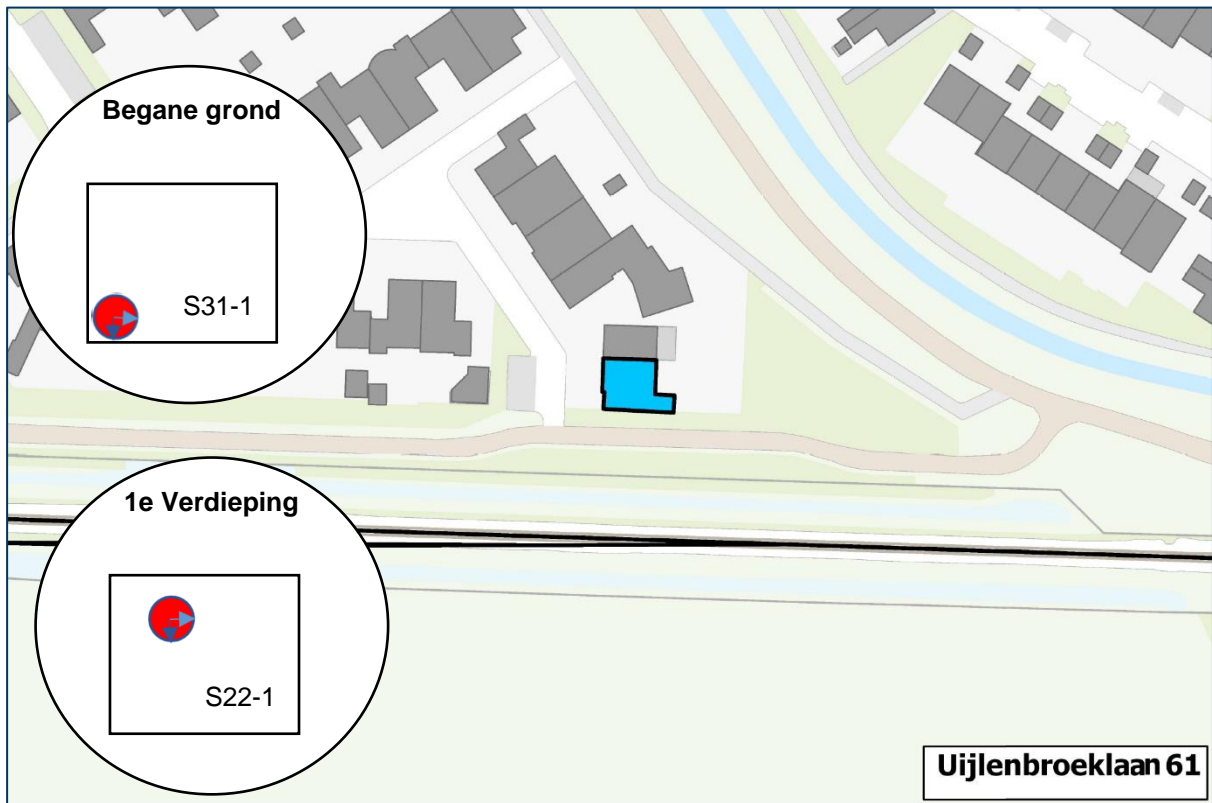 Begane grond
S31-1
1e Verdieping
S22-1
Uijlenbroeklaan 61